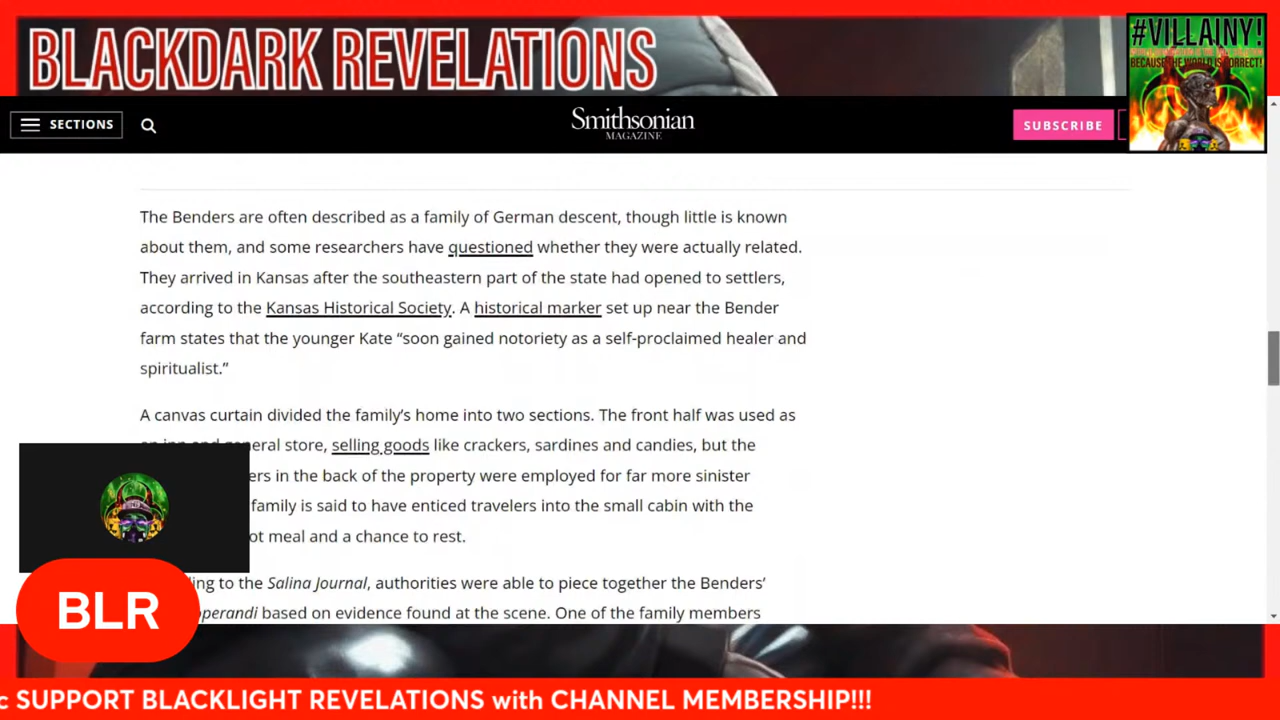 BLACKDARK REVELATIONS
#VILLAINY!
BECAUSE THE WORLD IS CORRECT!
SECTIONS
Smithsonian
MAGAZINE
SUBSCRIBE
The Benders are often described as a family of German descent, though little is known
about them, and some researchers have questioned whether they were actually related.
They arrived in Kansas after the southeastern part of the state had opened to settlers,
according to the Kansas Historical Society. A historical marker set up near the Bender
farm states that the younger Kate “soon gained notoriety as a self-proclaimed healer and
spiritualist.”
A canvas curtain divided the family’s home into two sections. The front half was used as
store, selling goods like crackers, sardines and candies, but the
in the back of the property were employed for far more sinister
family is said to have enticed travelers into the small cabin with the
meal and a chance to rest.
to the Salina Journal, authorities were able to piece together the Benders’
based on evidence found at the scene. One of the family members
BLR
c SUPPORT BLACKLIGHT REVELATIONS with CHANNEL MEMBERSHIP!!!